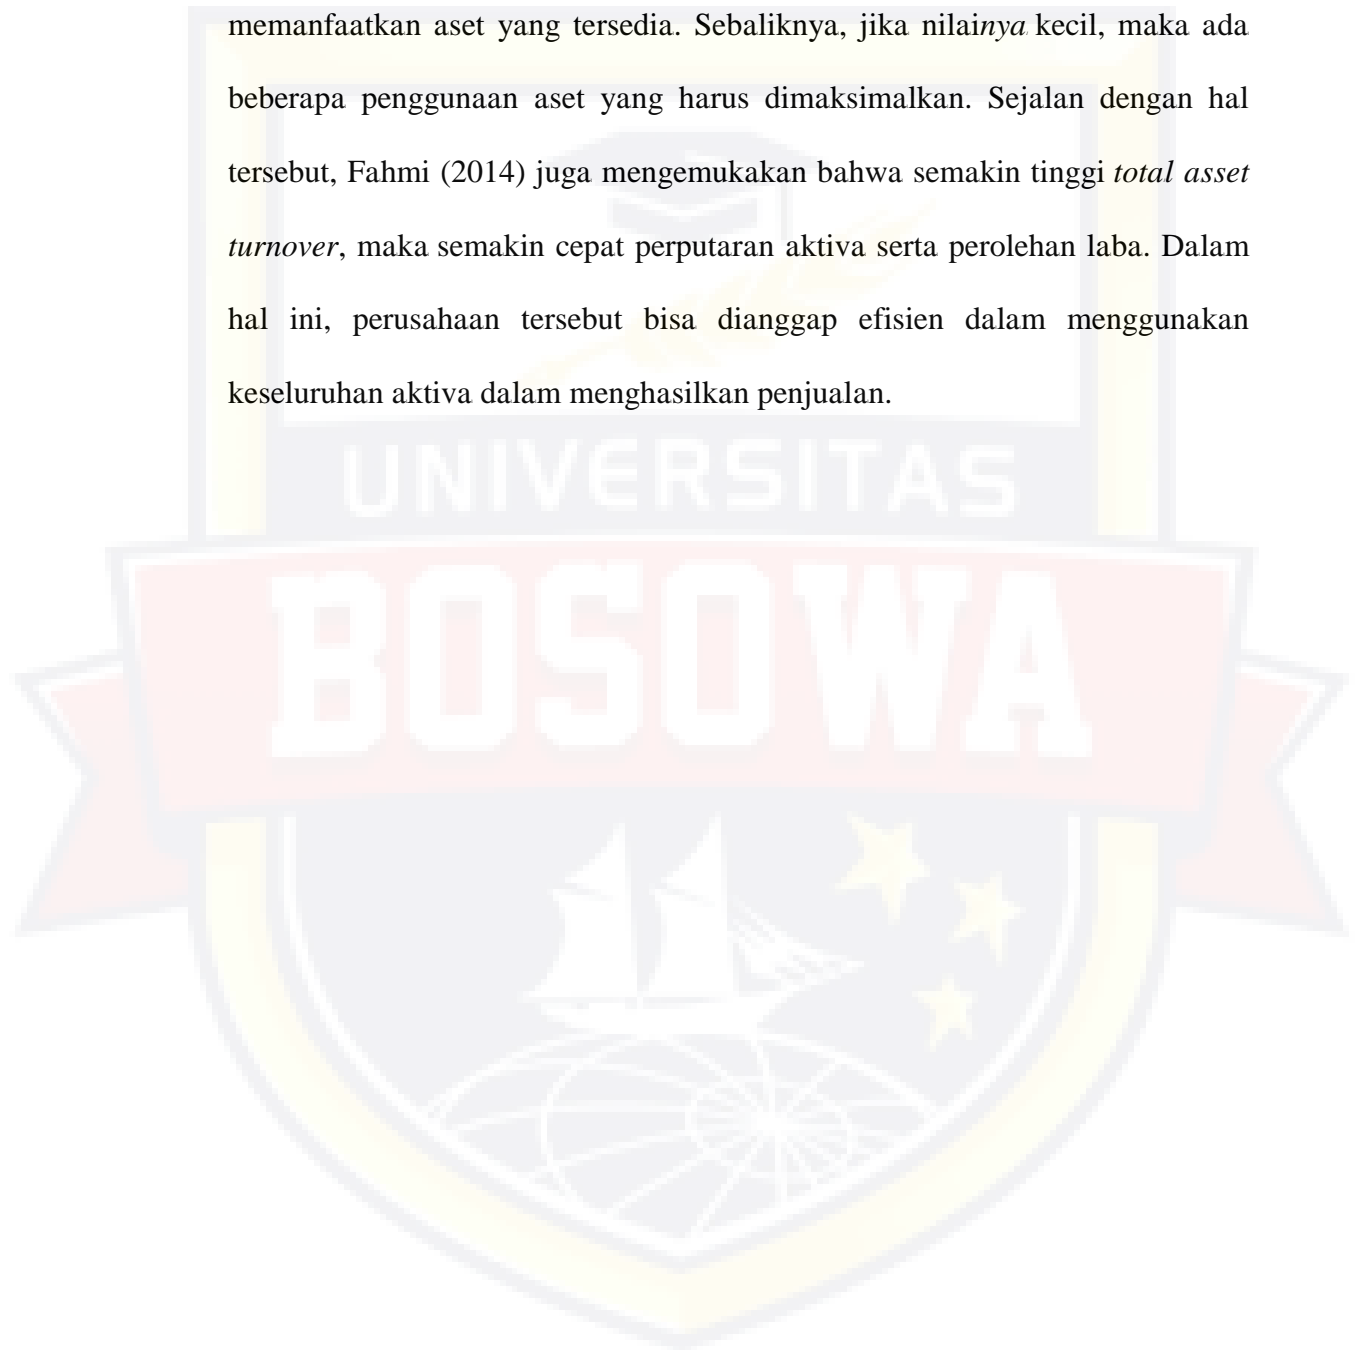 memanfaatkan aset yang tersedia. Sebaliknya, jika nilainya kecil, maka ada
beberapa penggunaan aset yang harus dimaksimalkan. Sejalan dengan hal
tersebut, Fahmi (2014) juga mengemukakan bahwa semakin tinggi total asset
turnover, maka semakin cepat perputaran aktiva serta perolehan laba. Dalam
hal ini, perusahaan tersebut bisa dianggap efisien dalam menggunakan
keseluruhan aktiva dalam menghasilkan penjualan.
UNIVERSITAS
BOSOWA